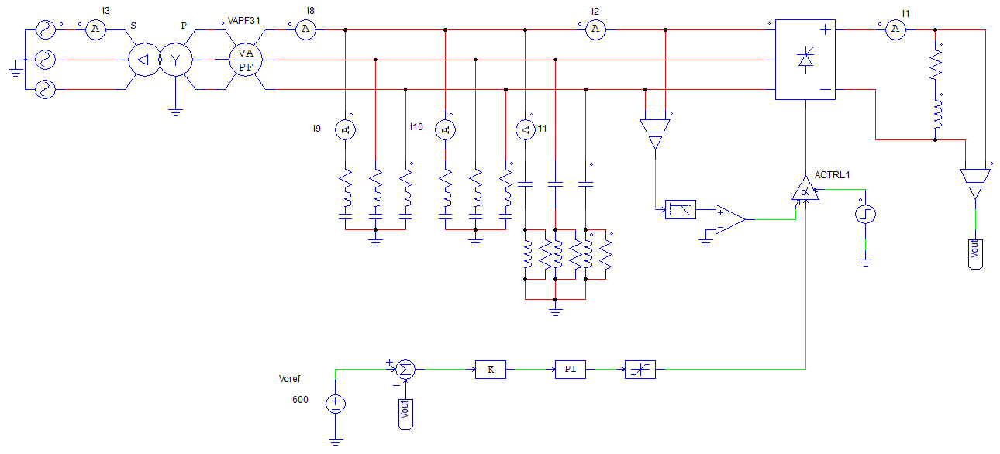 I3
S
P
VAPF31
I8
I2
I1
A
A
A
A
+
Δ
Y
VA
PF
−
I9
A
I10
A
A
I11
ACTRL1
α
+
−
Vout
+
Σ
−
K
PI
Voref
600
+
−
Vout